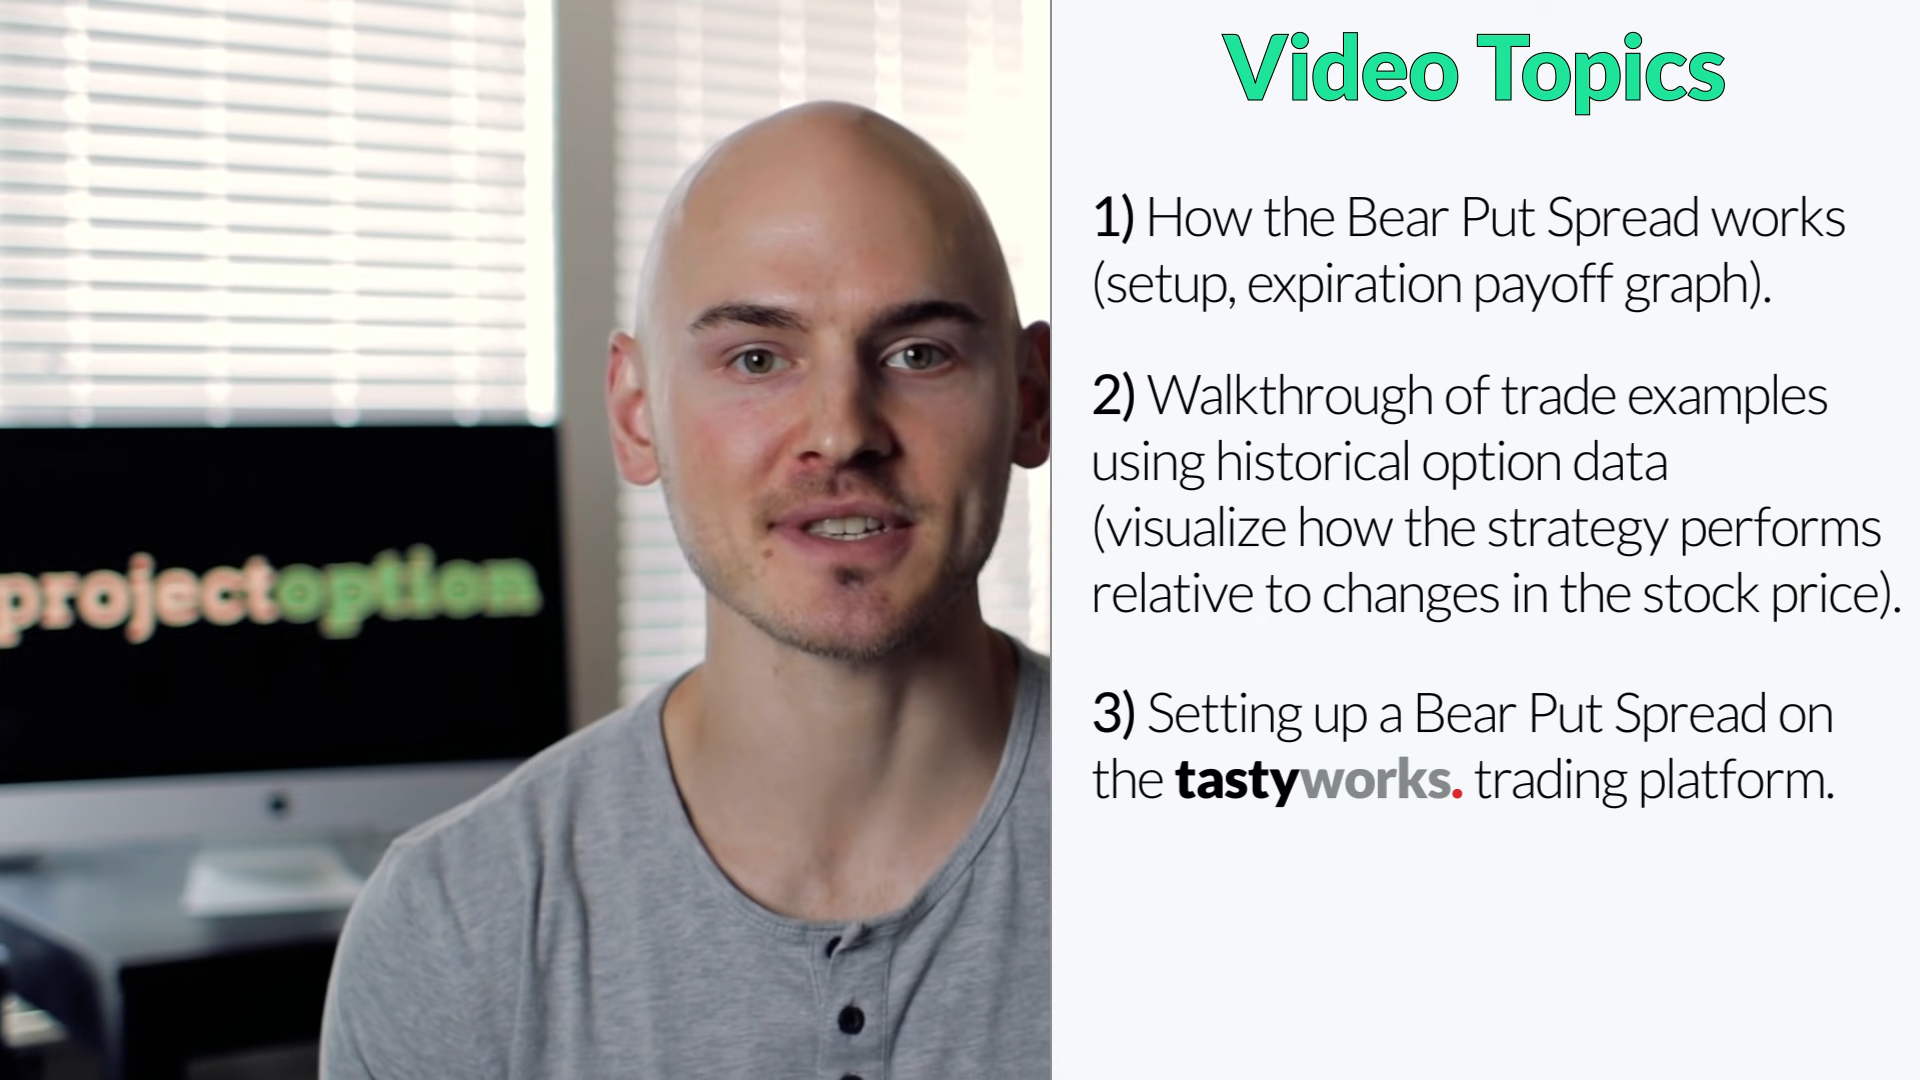 Video Topics
1) How the Bear Put Spread works
(setup, expiration payoff graph).
2) Walkthrough of trade examples
using historical option data
(visualize how the strategy performs
relative to changes in the stock price).
3) Setting up a Bear Put Spread on
the tastyworks. trading platform.
projectoption